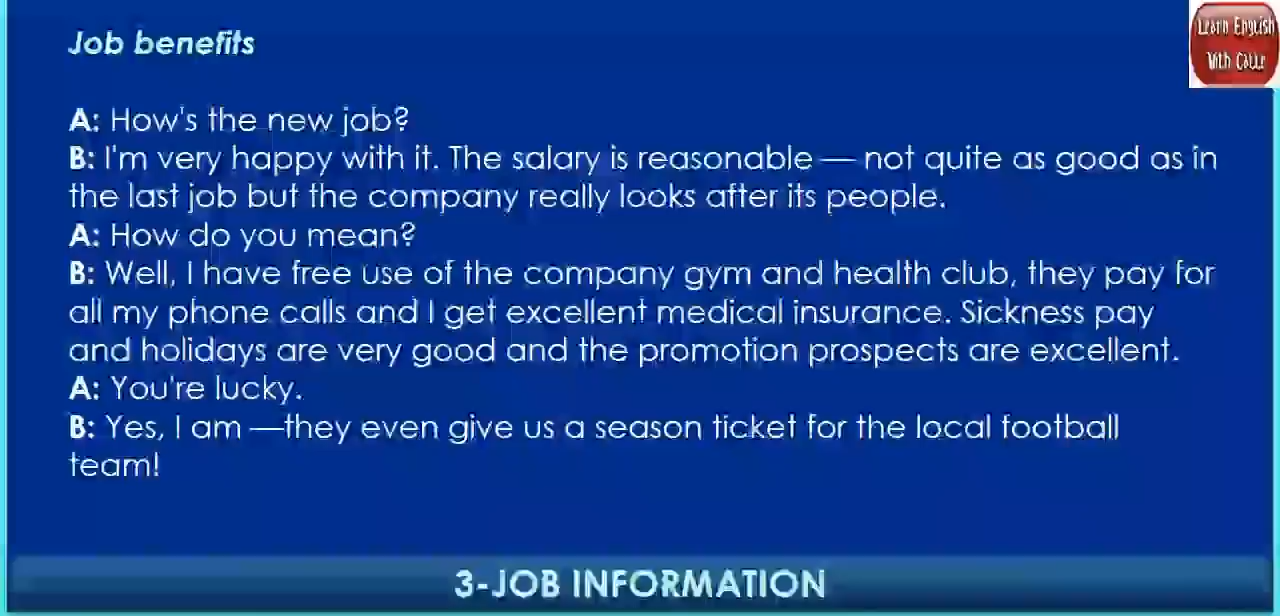 Job benefits
Learn English
With Callr
A: How's the new job?
B: I'm very happy with it. The salary is reasonable — not quite as good as in
the last job but the company really looks after its people.
A: How do you mean?
B: Well, I have free use of the company gym and health club, they pay for
all my phone calls and I get excellent medical insurance. Sickness pay
and holidays are very good and the promotion prospects are excellent.
A: You're lucky.
B: Yes, I am —they even give us a season ticket for the local football
team!
3-JOB INFORMATION